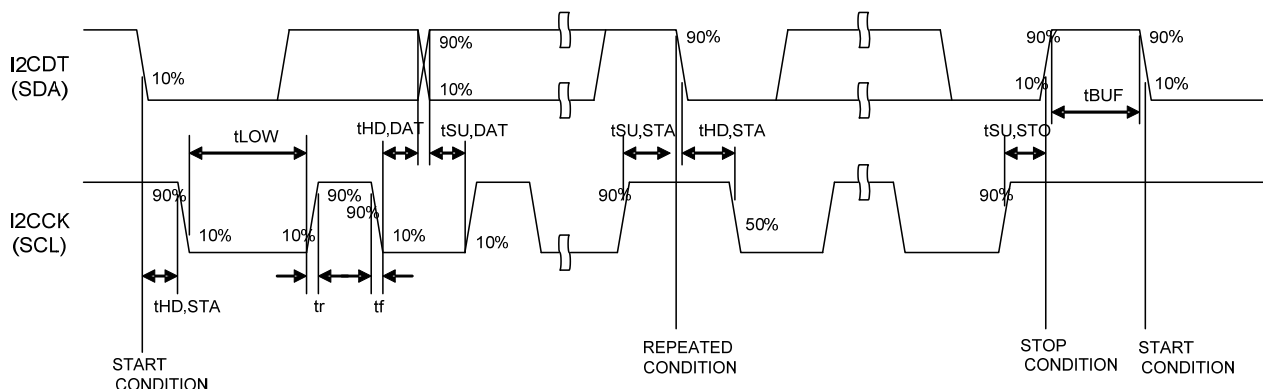 I2CDT
(SDA)
10%
90%
10%
90%
90%
10%
90%
10%
tBUF
tLOW
tHD,DAT
tSU,DAT
tSU,STA
tHD,STA
tSU,STO
I2CCK
(SCL)
90%
10%
10%
90%
90%
10%
10%
90%
50%
90%
tHD,STA
tr
tf
START
CONDITION
REPEATED
CONDITION
STOP
CONDITION
START
CONDITION